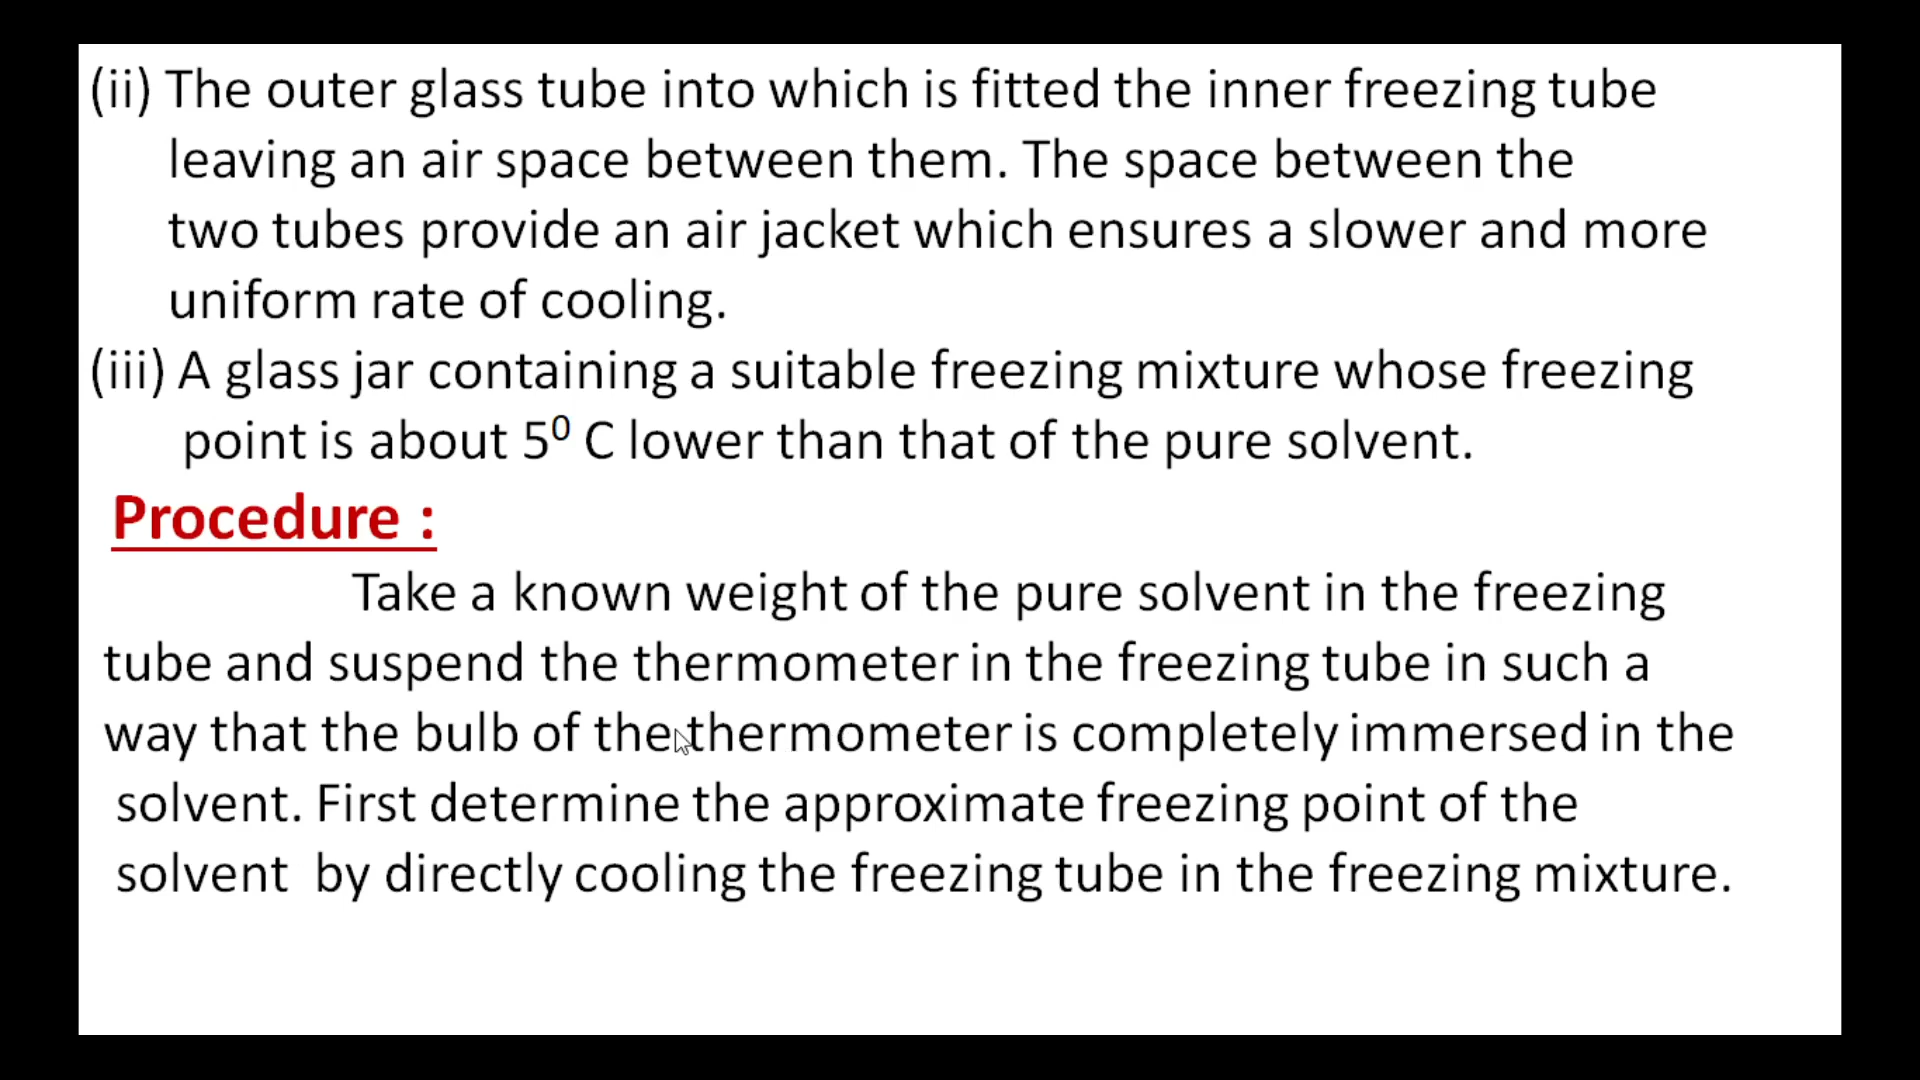 (ii) The outer glass tube into which is fitted the inner freezing tube
leaving an air space between them. The space between the
two tubes provide an air jacket which ensures a slower and more
uniform rate of cooling.
(iii) A glass jar containing a suitable freezing mixture whose freezing
point is about 5⁰ C lower than that of the pure solvent.
Procedure :
Take a known weight of the pure solvent in the freezing
tube and suspend the thermometer in the freezing tube in such a
way that the bulb of the thermometer is completely immersed in the
solvent. First determine the approximate freezing point of the
solvent by directly cooling the freezing tube in the freezing mixture.